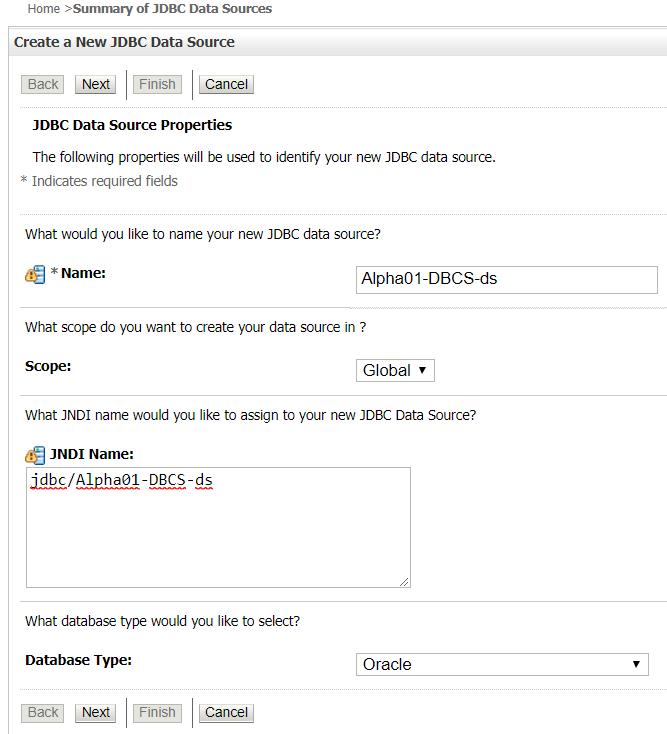 Home >Summary of JDBC Data Sources
Create a New JDBC Data Source
Back Next Finish Cancel
JDBC Data Source Properties
The following properties will be used to identify your new JDBC data source.
* Indicates required fields
What would you like to name your new JDBC data source?
* Name: Alpha01-DBCS-ds
What scope do you want to create your data source in ?
Scope: Global
What JNDI name would you like to assign to your new JDBC Data Source?
JNDI Name:
jdbc/Alpha01-DBCS-ds
What database type would you like to select?
Database Type: Oracle
Back Next Finish Cancel